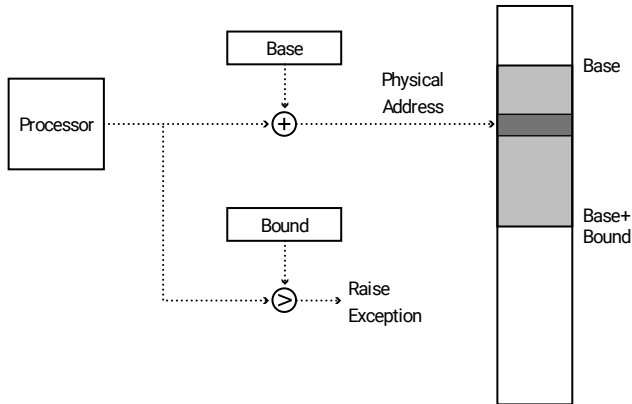 Base
Processor
+
Physical
Address
Base
Bound
Base+
Bound
>
Raise
Exception